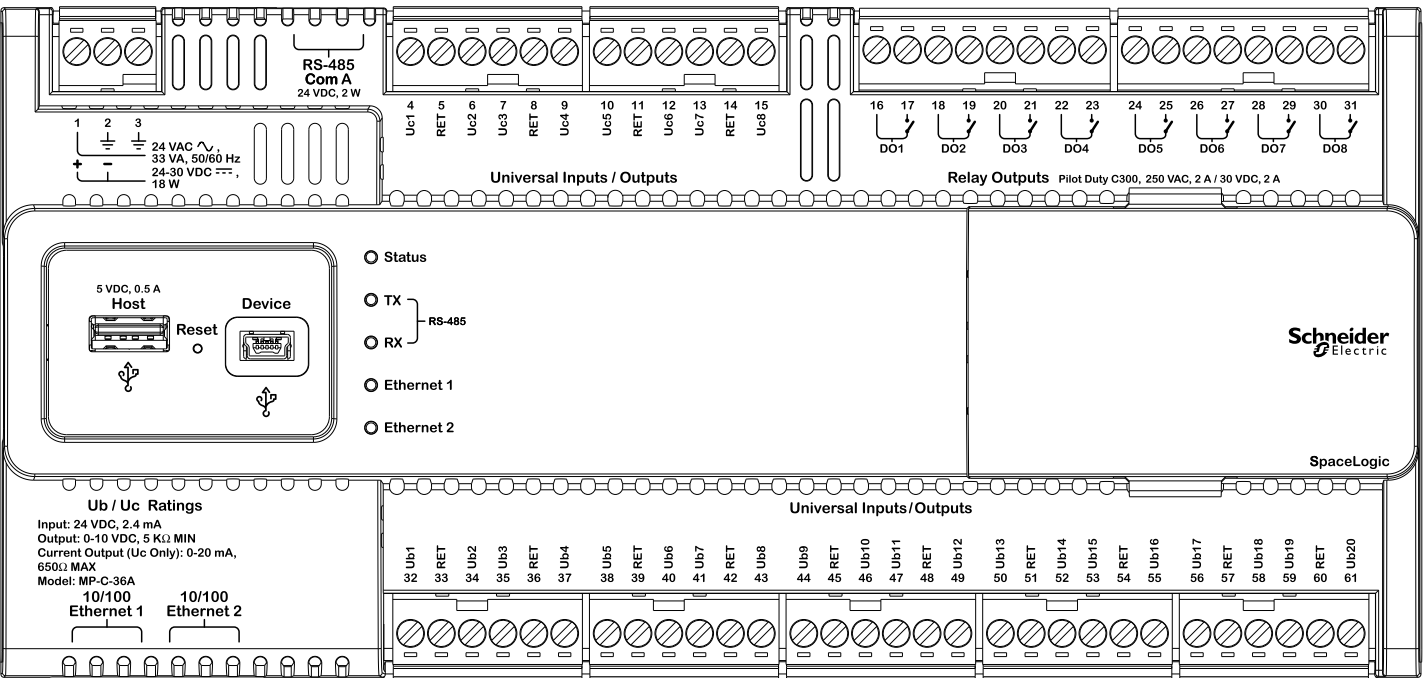 RS-485
Com A
24 VDC, 2 W
4 5 6 7 8 9 10 11 12 13 14 15
Uc1 RET Uc2 Uc3 RET Uc4 Uc5 RET Uc6 Uc7 RET Uc8
16 17 18 19 20 21 22 23 24 25 26 27 28 29 30 31
DO1 DO2 DO3 DO4 DO5 DO6 DO7 DO8
1 2 3
24 VAC ∿ ,
33 VA, 50/60 Hz
+ −
24-30 VDC ⎓ ,
18 W
Universal Inputs / Outputs
Relay Outputs Pilot Duty C300, 250 VAC, 2 A / 30 VDC, 2 A
5 VDC, 0.5 A
Host
Reset
Device
Status
TX
RS-485
RX
Ethernet 1
Ethernet 2
Schneider
Electric
SpaceLogic
Ub / Uc Ratings
Input: 24 VDC, 2.4 mA
Output: 0-10 VDC, 5 KΩ MIN
Current Output (Uc Only): 0-20 mA,
650Ω MAX
Model: MP-C-36A
10/100
Ethernet 1
10/100
Ethernet 2
Universal Inputs/Outputs
Ub1 RET Ub2 Ub3 RET Ub4 Ub5 RET Ub6 Ub7 RET Ub8 Ub9 RET Ub10 Ub11 RET Ub12 Ub13 RET Ub14 Ub15 RET Ub16 Ub17 RET Ub18 Ub19 RET Ub20
32 33 34 35 36 37 38 39 40 41 42 43 44 45 46 47 48 49 50 51 52 53 54 55 56 57 58 59 60 61